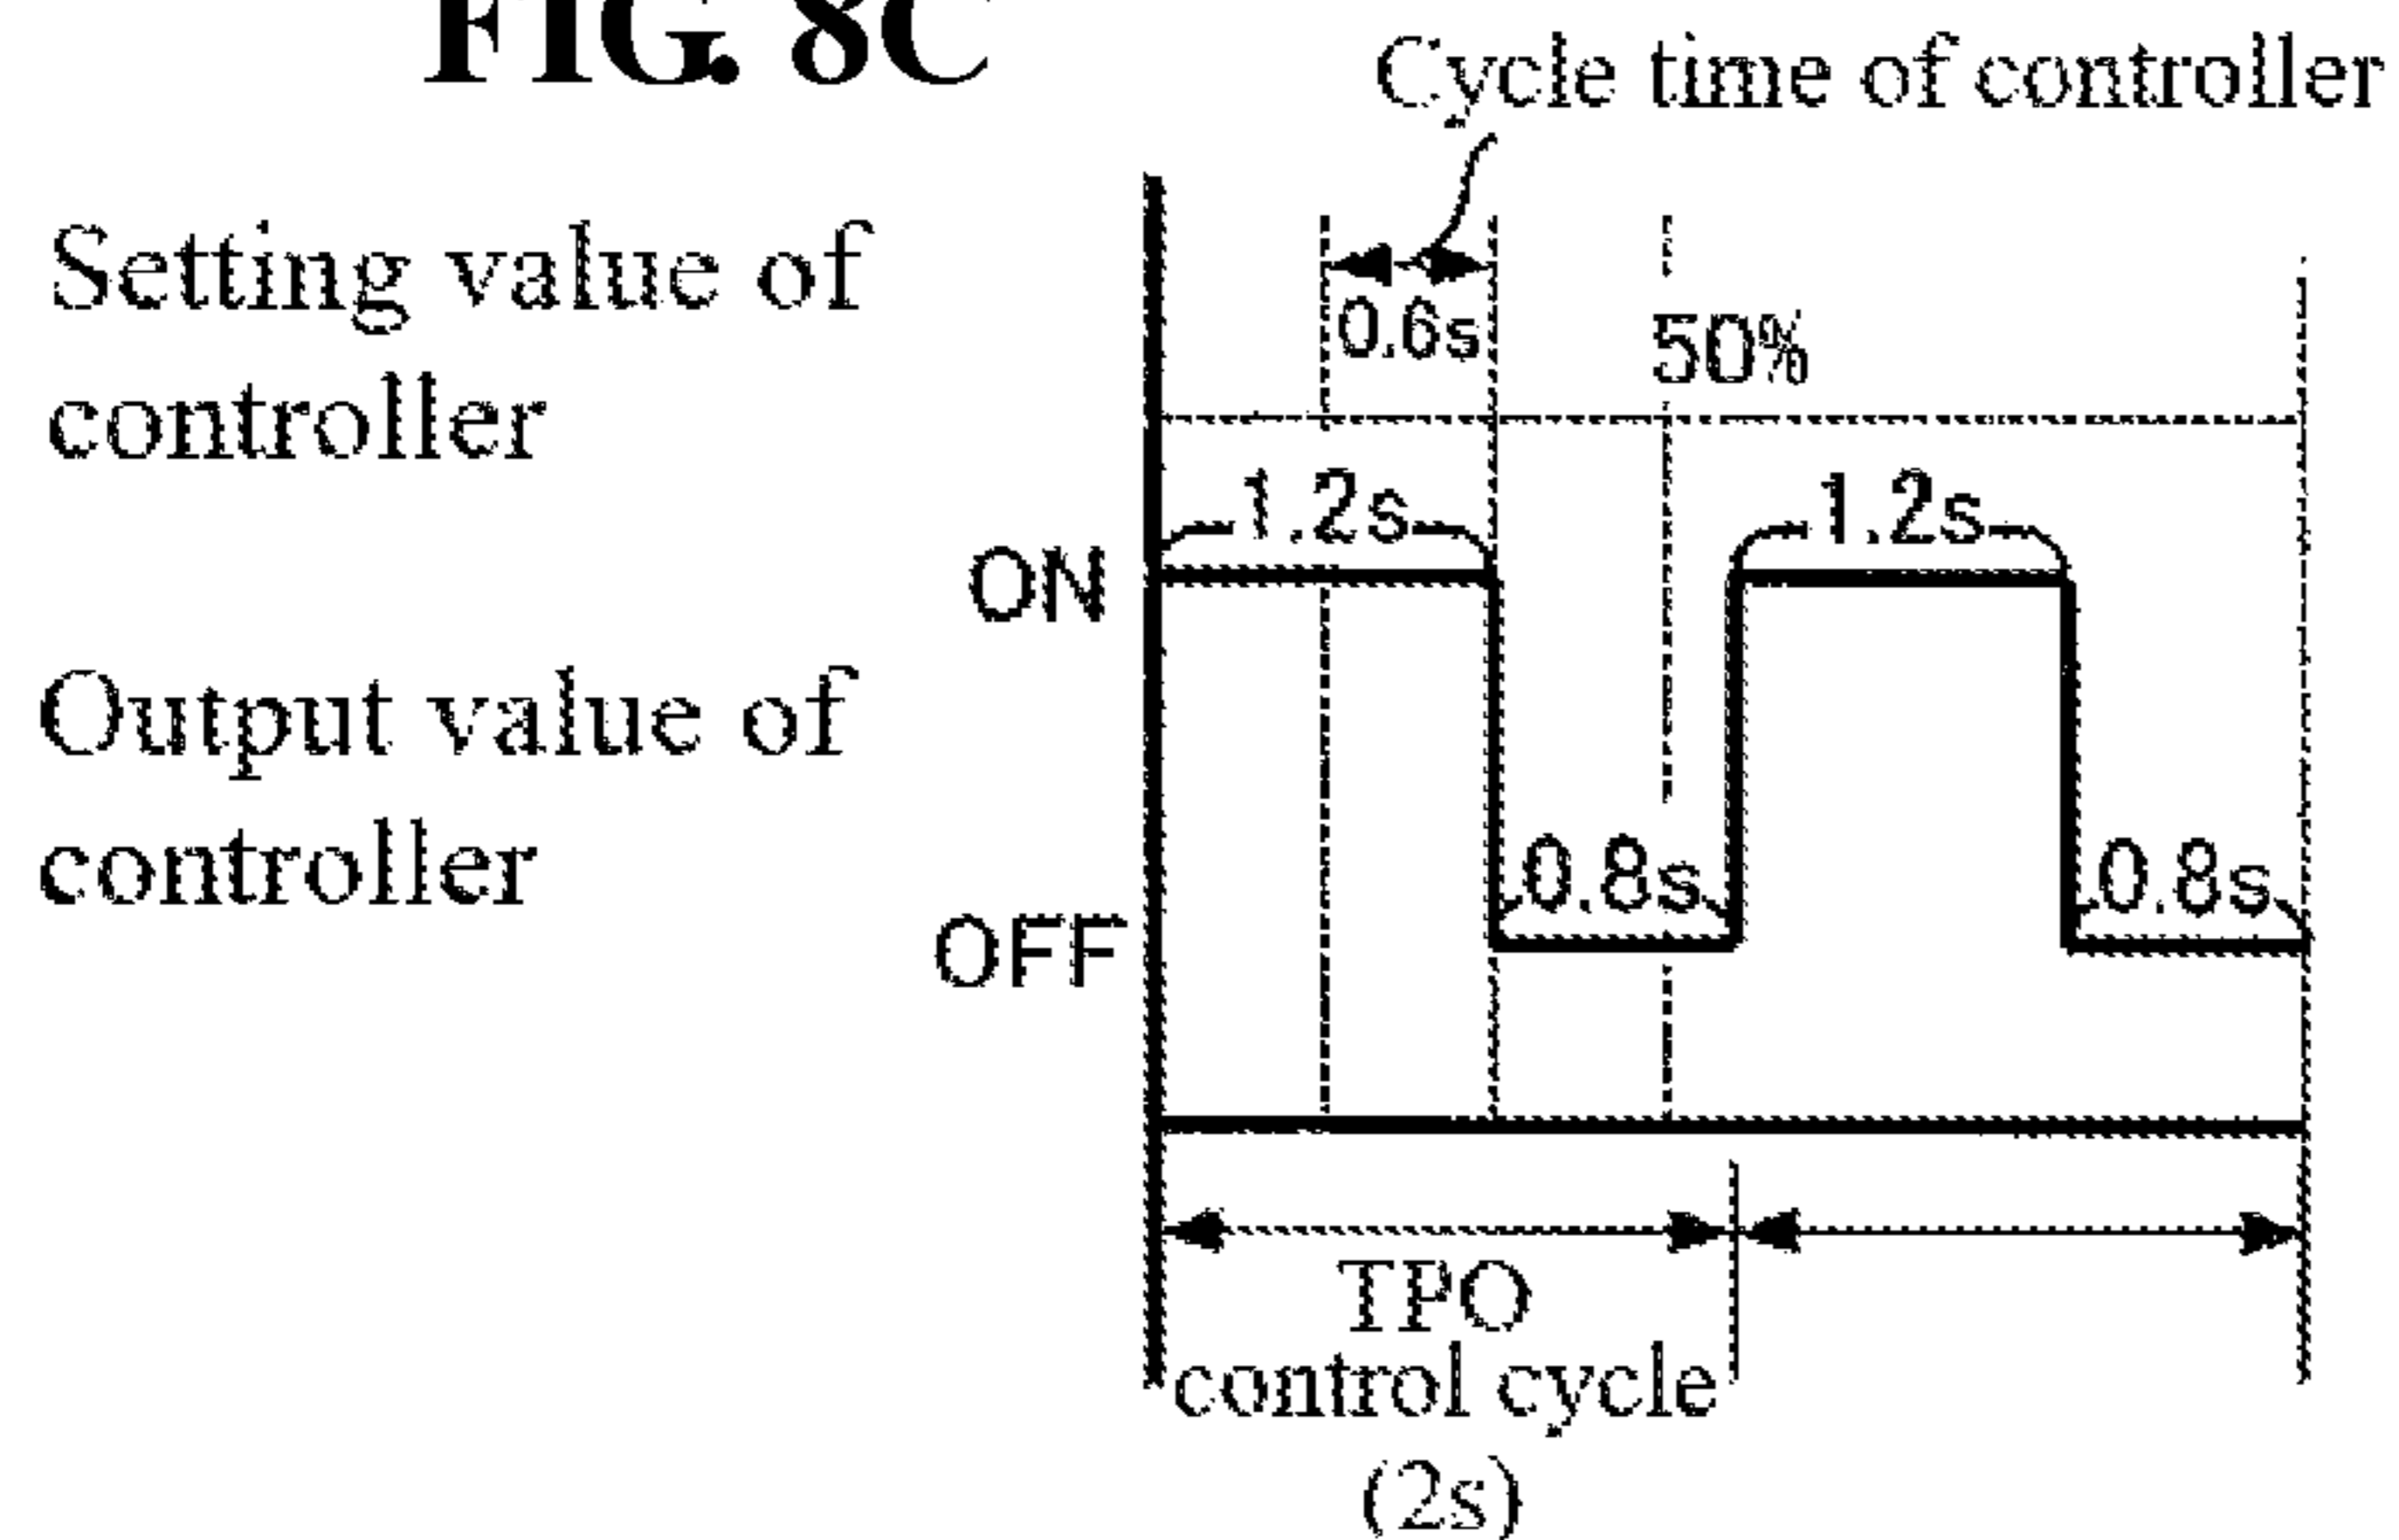 FIG. 8C
Cycle time of controller
Setting value of
controller
0.6s
50%
1.2s
1.2s
ON
Output value of
controller
0.8s
0.8s
OFF
TPO
control cycle
(2s)